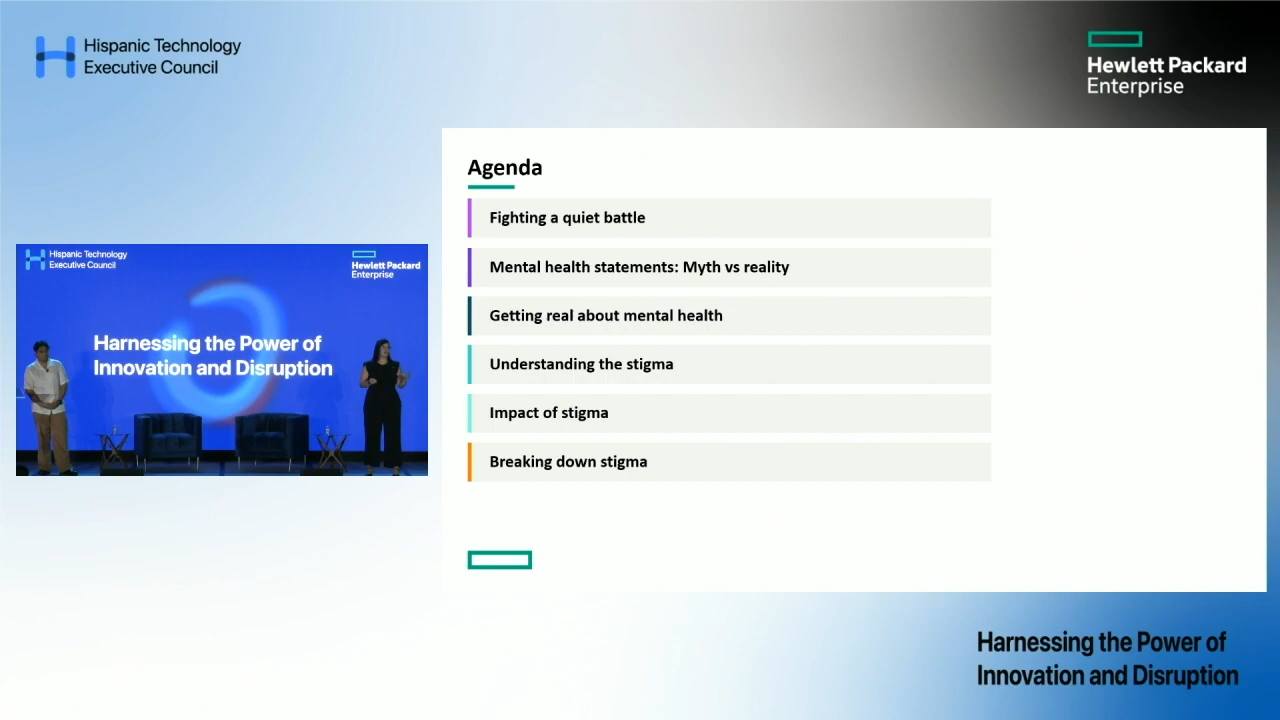 Hispanic Technology
Executive Council
Hewlett Packard
Enterprise
Agenda
Fighting a quiet battle
Mental health statements: Myth vs reality
Getting real about mental health
Understanding the stigma
Impact of stigma
Breaking down stigma
Hispanic Technology
Executive Council
Hewlett Packard
Enterprise
Harnessing the Power of
Innovation and Disruption
Harnessing the Power of
Innovation and Disruption